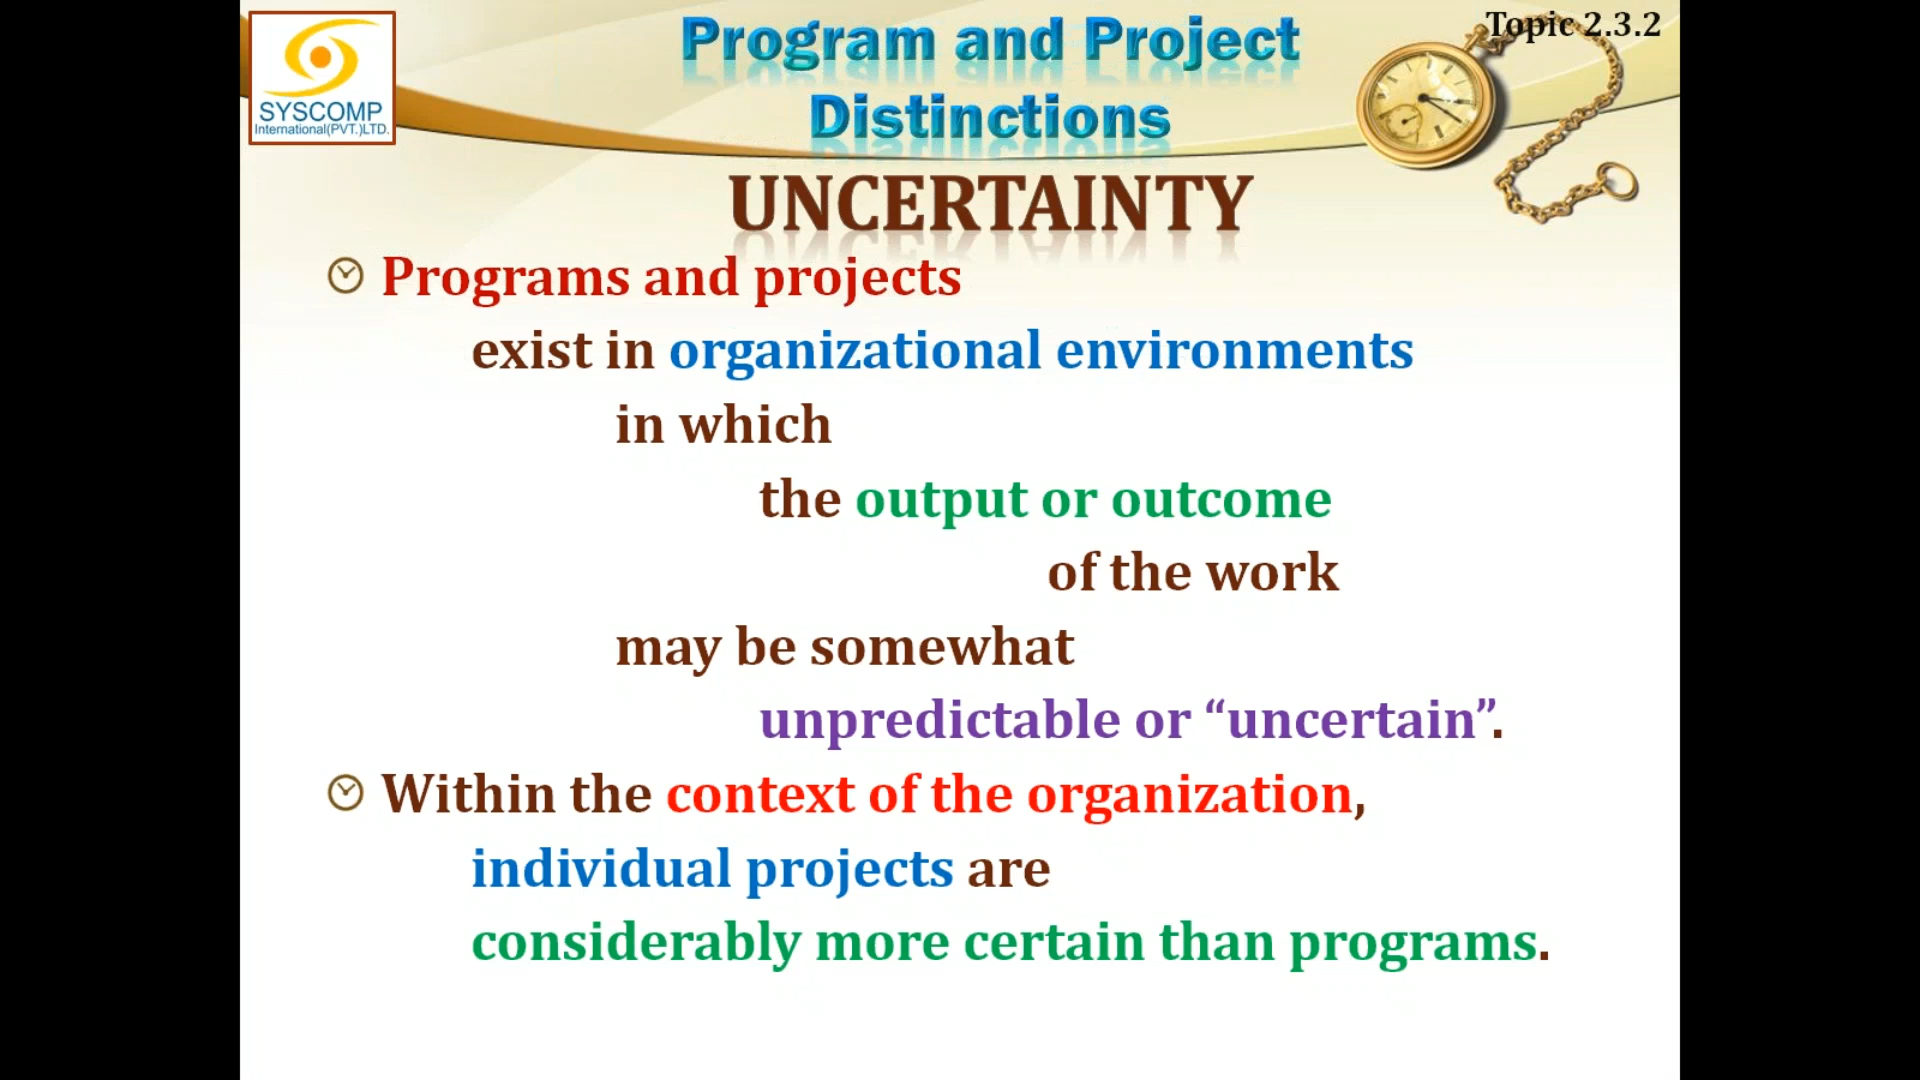 Topic 2.3.2
Program and Project
Distinctions
SYSCOMP
International(PVT.)LTD.
UNCERTAINTY
Programs and projects
exist in organizational environments
in which
the output or outcome
of the work
may be somewhat
unpredictable or “uncertain”.
Within the context of the organization,
individual projects are
considerably more certain than programs.